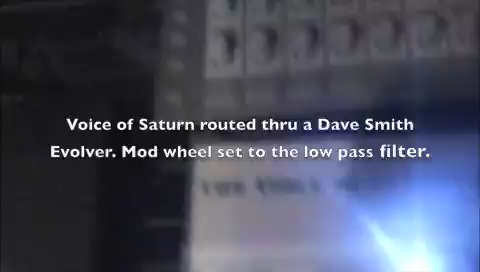 Voice of Saturn routed thru a Dave Smith
Evolver. Mod wheel set to the low pass filter.